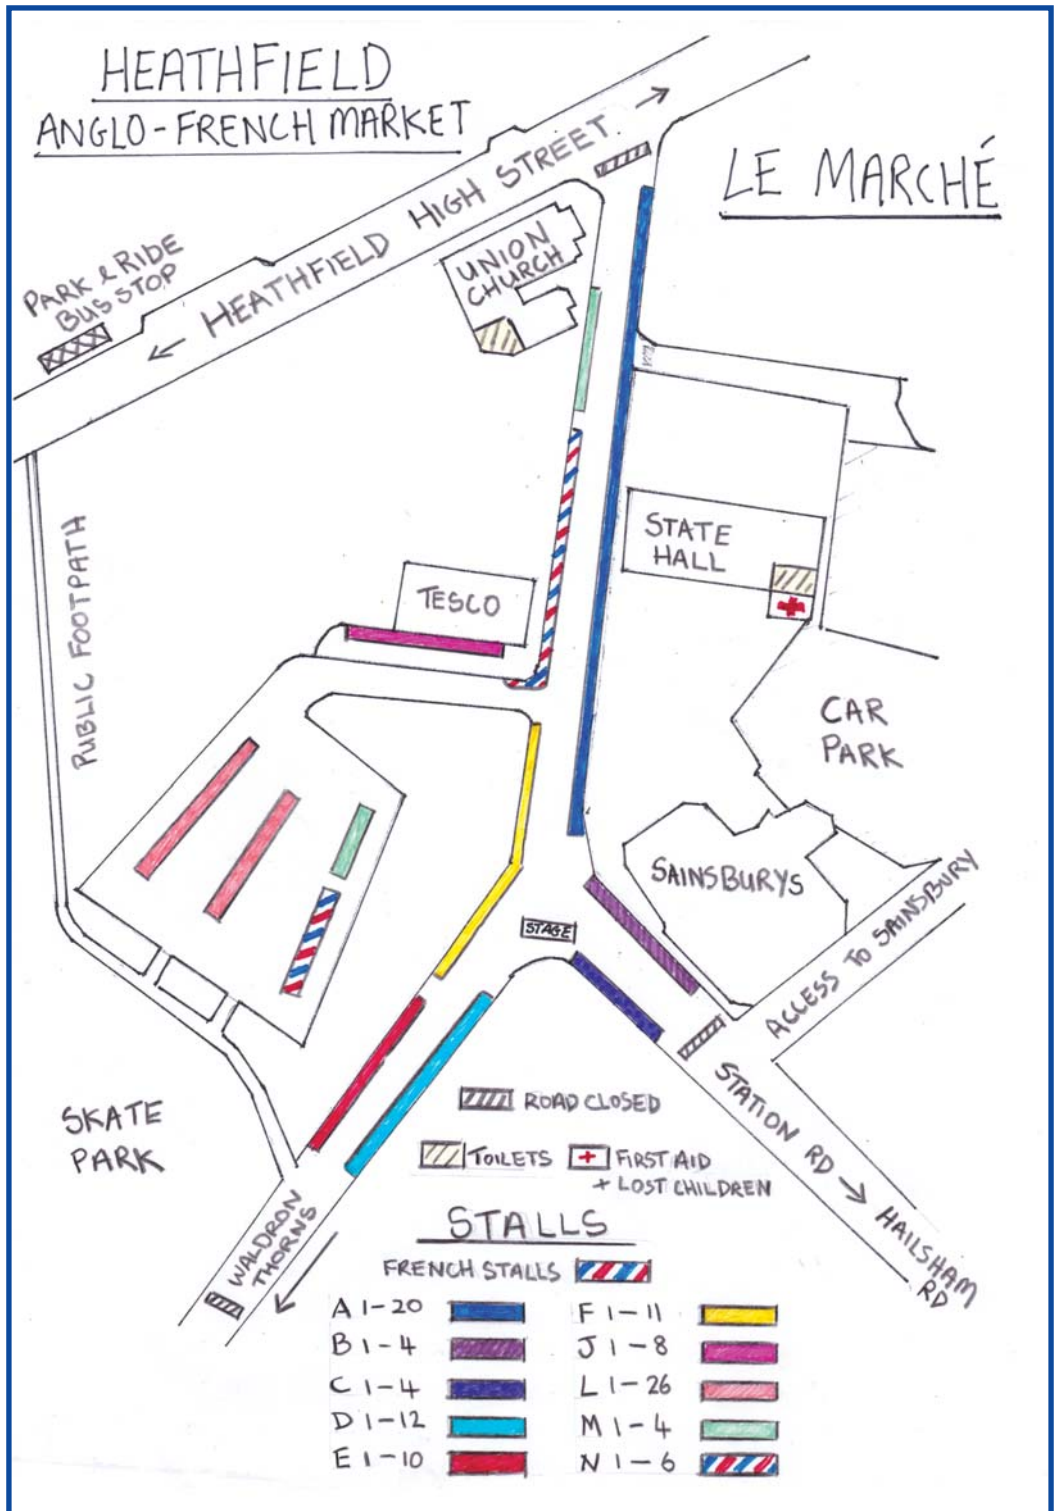 HEATHFIELD
ANGLO-FRENCH MARKET
LE MARCHÉ
PARK & RIDE
BUS STOP
HEATHFIELD HIGH STREET
UNION
CHURCH
STATE
HALL
TESCO
PUBLIC FOOTPATH
CAR
PARK
SAINSBURYS
STAGE
ACCESS TO SAINSBURY
STATION RD → HAILSHAM
RD
SKATE
PARK
WALDRON
THORNS
ROAD CLOSED
TOILETS
FIRST AID
+ LOST CHILDREN
STALLS
FRENCH STALLS
A 1-20
B 1-4
C 1-4
D 1-12
E 1-10
F 1-11
J 1-8
L 1-26
M 1-4
N 1-6